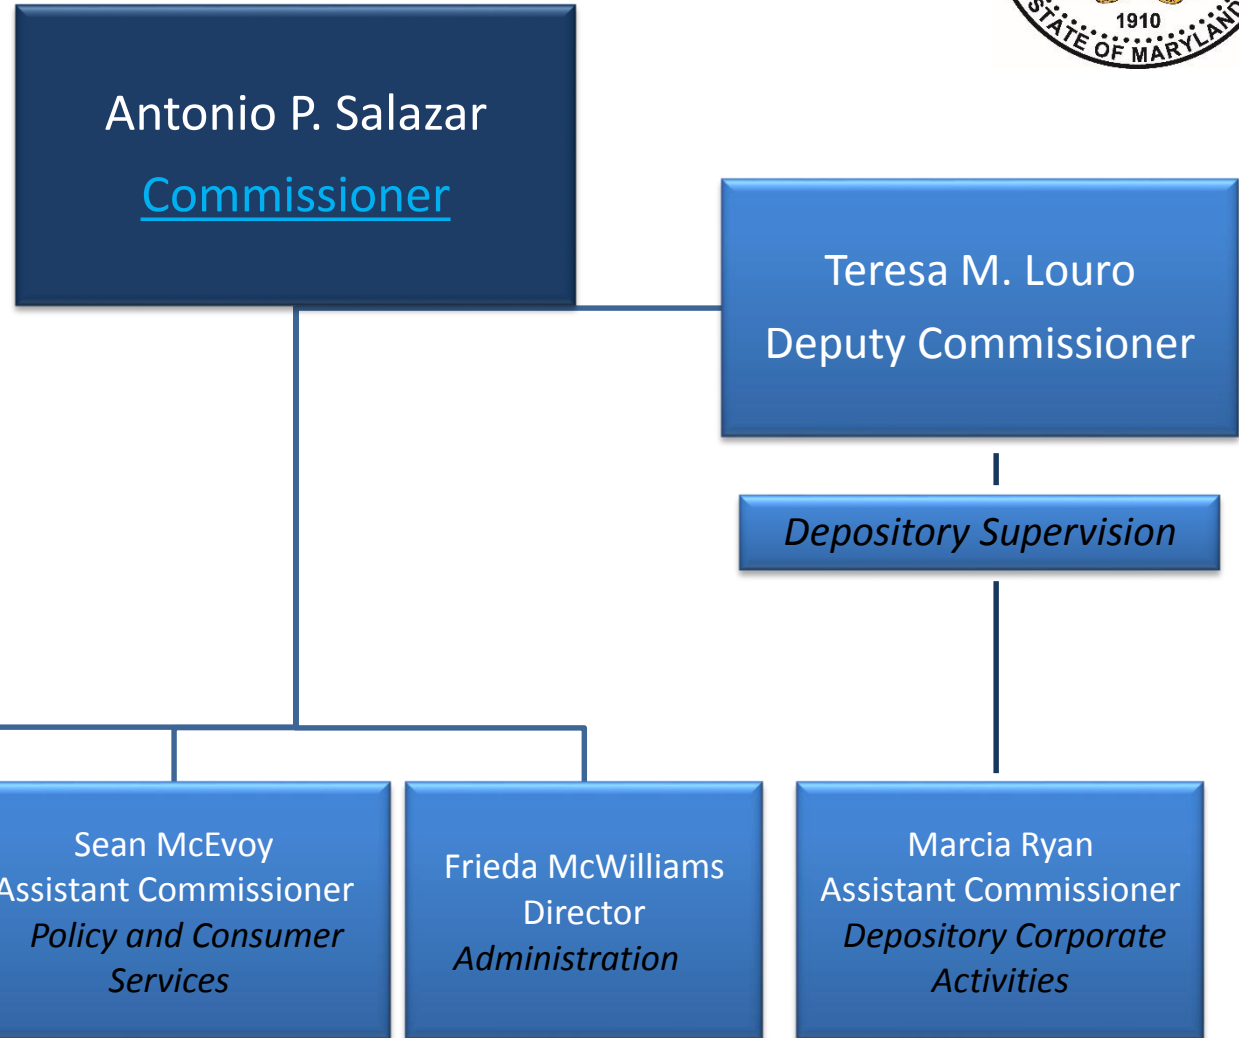 1910
STATE OF MARYLAND
Antonio P. Salazar
Commissioner
Teresa M. Louro
Deputy Commissioner
Depository Supervision
Sean McEvoy
Assistant Commissioner
Policy and Consumer
Services
Frieda McWilliams
Director
Administration
Marcia Ryan
Assistant Commissioner
Depository Corporate
Activities